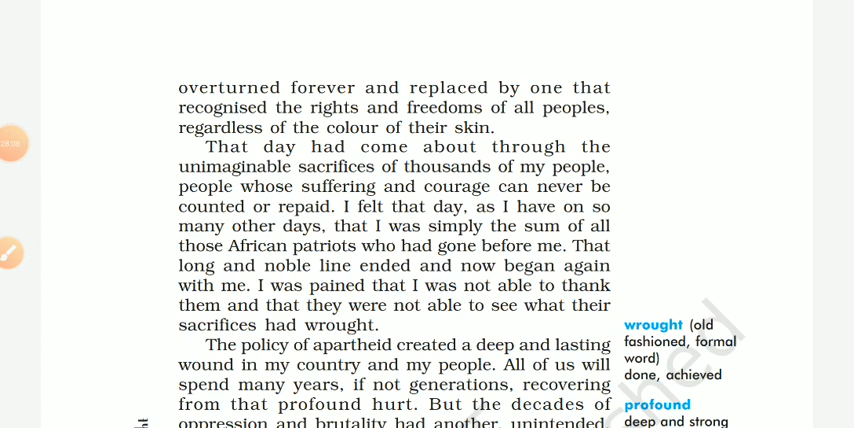 overturned forever and replaced by one that
recognised the rights and freedoms of all peoples,
regardless of the colour of their skin.
That day had come about through the
unimaginable sacrifices of thousands of my people,
people whose suffering and courage can never be
counted or repaid. I felt that day, as I have on so
many other days, that I was simply the sum of all
those African patriots who had gone before me. That
long and noble line ended and now began again
with me. I was pained that I was not able to thank
them and that they were not able to see what their
sacrifices had wrought.
The policy of apartheid created a deep and lasting
wound in my country and my people. All of us will
spend many years, if not generations, recovering
from that profound hurt. But the decades of
oppression and brutality had another, unintended,
wrought (old
fashioned, formal
word)
done, achieved
profound
deep and strong